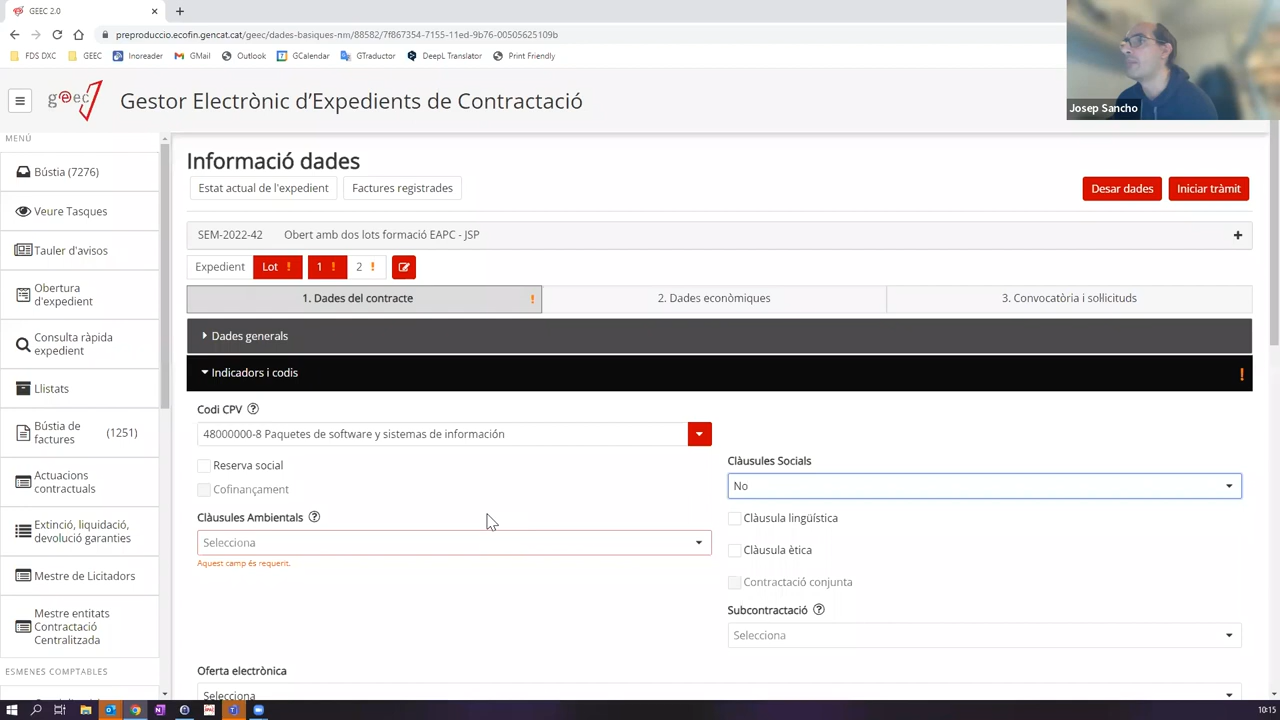 GEEC 2.0
preproduccio.ecofin.gencat.cat/geec/dades-basiques-nm/88582/7f867354-7155-11ed-9b76-00505625109b
FDS DXC GEEC Inoreader GMail Outlook GCalendar GTraductor DeepL Translator Print Friendly
Josep Sancho
geec Gestor Electrònic d'Expedients de Contractació
MENÚ
Bústia (7276)
Veure Tasques
Tauler d'avisos
Obertura
d'expedient
Consulta ràpida
expedient
Llistats
Bústia de
factures (1251)
Actuacions
contractuals
Extinció, liquidació,
devolució garanties
Mestre de Licitadors
Mestre entitats
Contractació
Centralitzada
ESMENES COMPTABLES
Informació dades
Estat actual de l'expedient Factures registrades
Desar dades Iniciar tràmit
SEM-2022-42 Obert amb dos lots formació EAPC - JSP +
Expedient Lot ! 1 ! 2 !
1. Dades del contracte ! 2. Dades econòmiques 3. Convocatòria i sol·licituds
Dades generals
Indicadors i codis !
Codi CPV ?
48000000-8 Paquetes de software y sistemas de información
Reserva social
Cofinançament
Clàusules Ambientals ?
Selecciona
Aquest camp és requerit.
Clàusules Socials
No
Clàusula lingüística
Clàusula ètica
Contractació conjunta
Subcontractació ?
Selecciona
Oferta electrònica
Selecciona
10:15